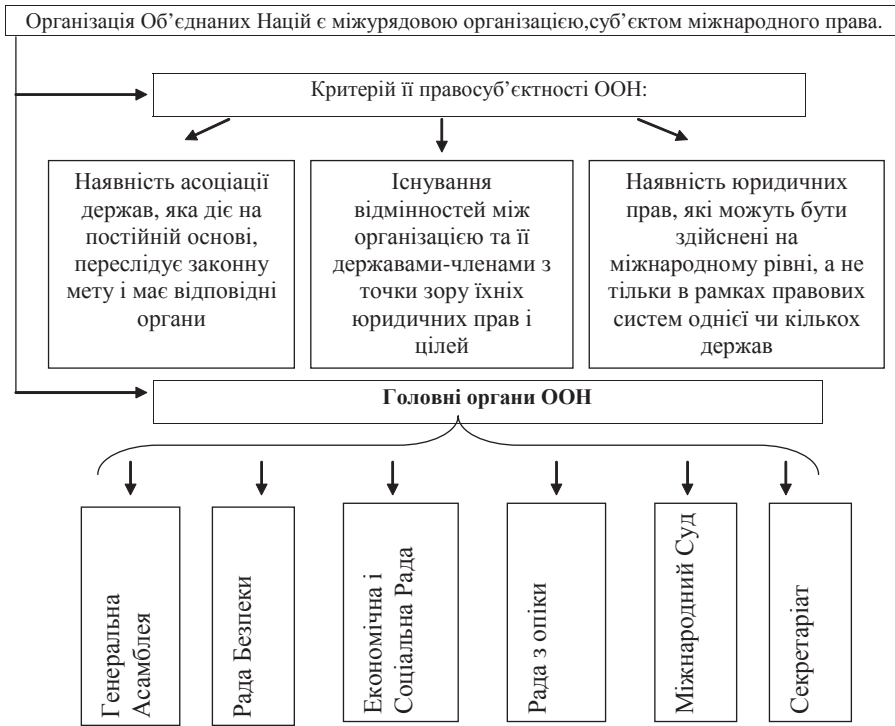 Організація Об’єднаних Націй є міжурядовою організацією,суб’єктом міжнародного права.
Критерій її правосуб’єктності ООН:
Наявність асоціації
держав, яка діє на
постійній основі,
переслідує законну
мету і має відповідні
органи
Існування
відмінностей між
організацією та її
державами-членами з
точки зору їхніх
юридичних прав і
цілей
Наявність юридичних
прав, які можуть бути
здійснені на
міжнародному рівні, а не
тільки в рамках правових
систем однієї чи кількох
держав
Головні органи ООН
Генеральна
Асамблея
Рада Безпеки
Економічна і
Соціальна Рада
Рада з опіки
Міжнародний Суд
Секретаріат